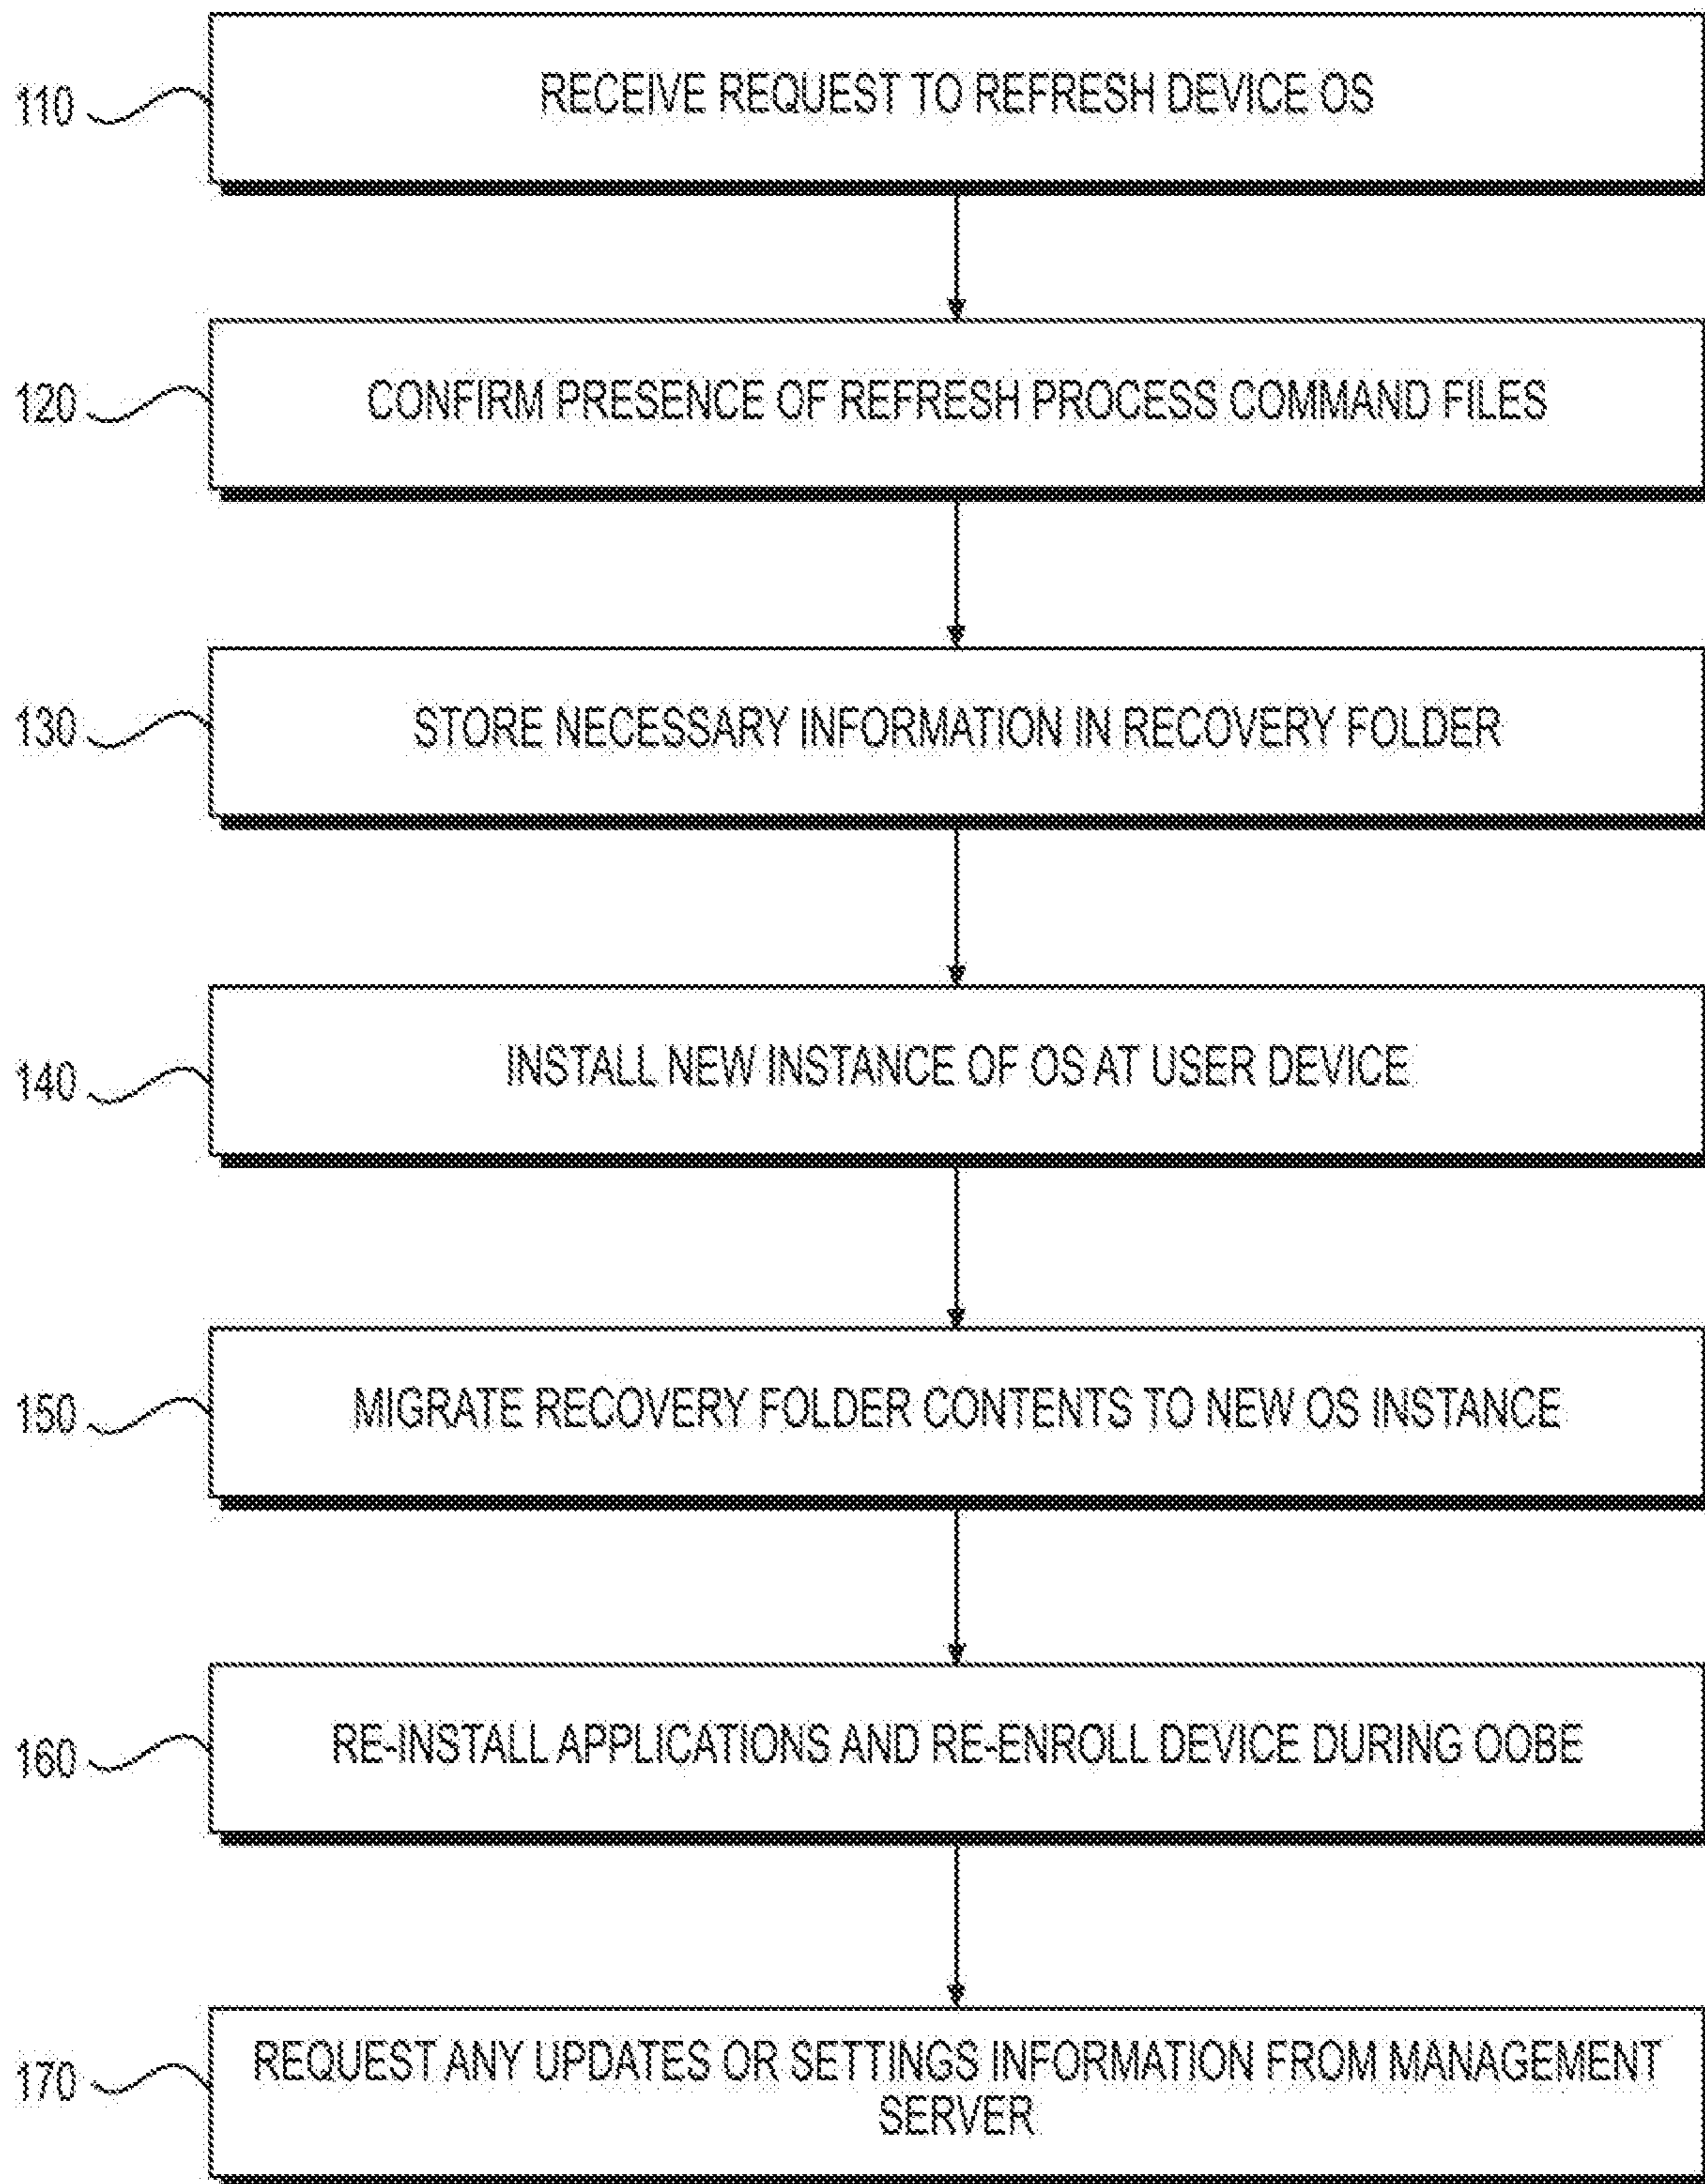 110
RECEIVE REQUEST TO REFRESH DEVICE OS
120
CONFIRM PRESENCE OF REFRESH PROCESS COMMAND FILES
130
STORE NECESSARY INFORMATION IN RECOVERY FOLDER
140
INSTALL NEW INSTANCE OF OS AT USER DEVICE
150
MIGRATE RECOVERY FOLDER CONTENTS TO NEW OS INSTANCE
160
RE-INSTALL APPLICATIONS AND RE-ENROLL DEVICE DURING OOBE
170
REQUEST ANY UPDATES OR SETTINGS INFORMATION FROM MANAGEMENT
SERVER